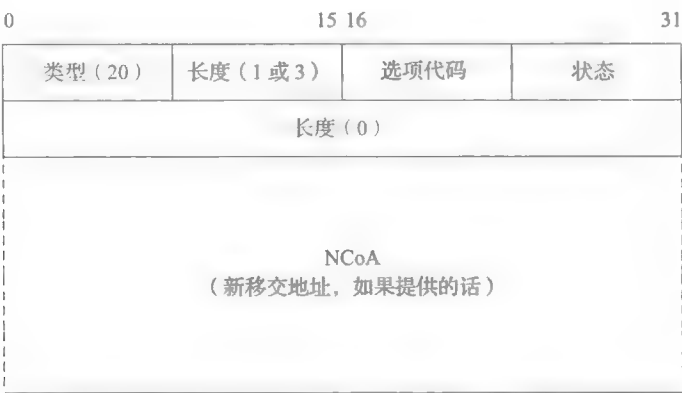 0 15 16 31
类型（20） 长度（1或3） 选项代码 状态
长度（0）
NCoA
（新移交地址，如果提供的话）